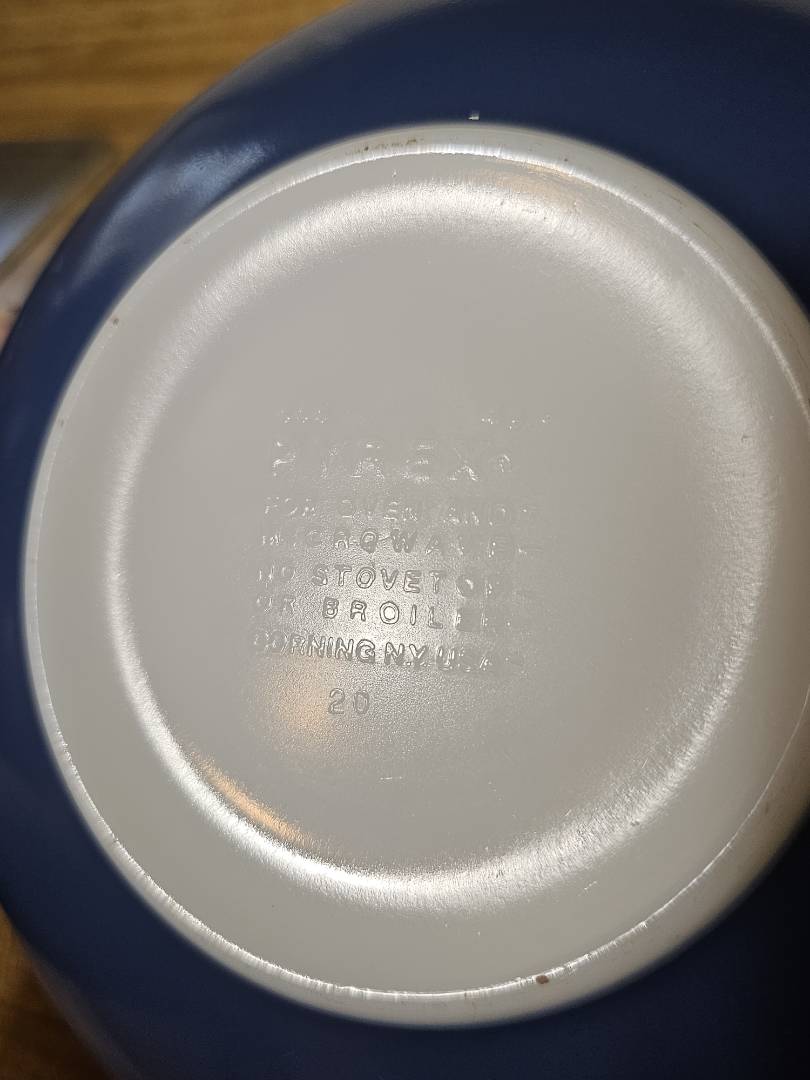 PYREX®
FOR OVEN AND
MICROWAVE
NO STOVETOP
OR BROILER
CORNING N.Y. U.S.A.
20